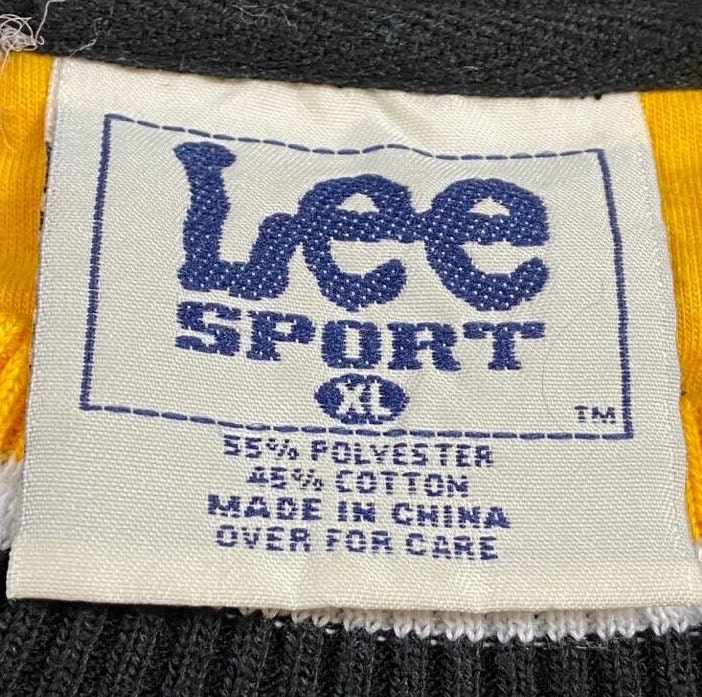 Lee
SPORT
XL
TM
55% POLYESTER
45% COTTON
MADE IN CHINA
OVER FOR CARE